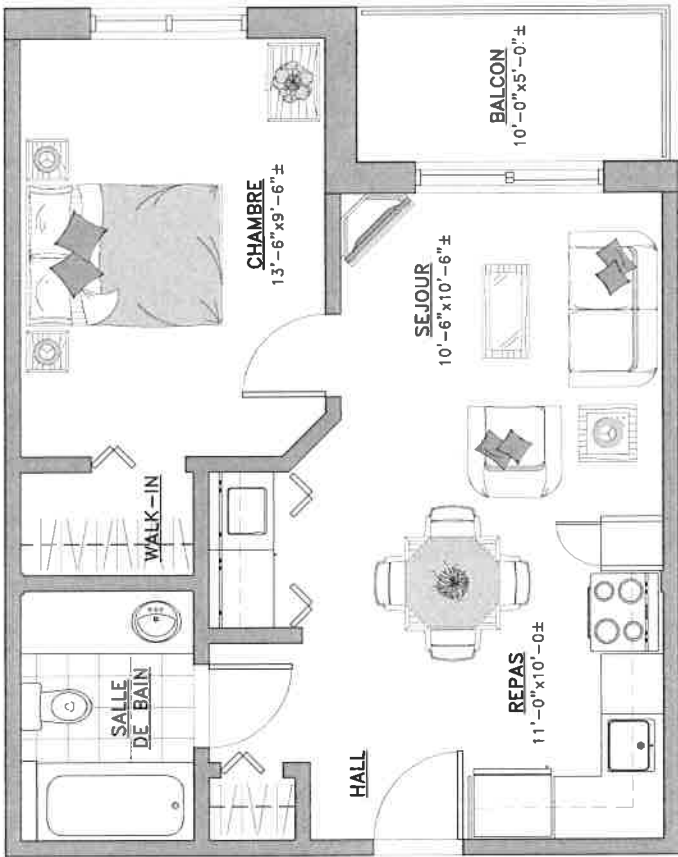 BALCON
10'-0"x5'-0"±
CHAMBRE
13'-6"x9'-6"±
SEJOUR
10'-6"x10'-6"±
WALK-IN
SALLE
DE BAIN
REPAS
11'-0"x10'-0±
HALL